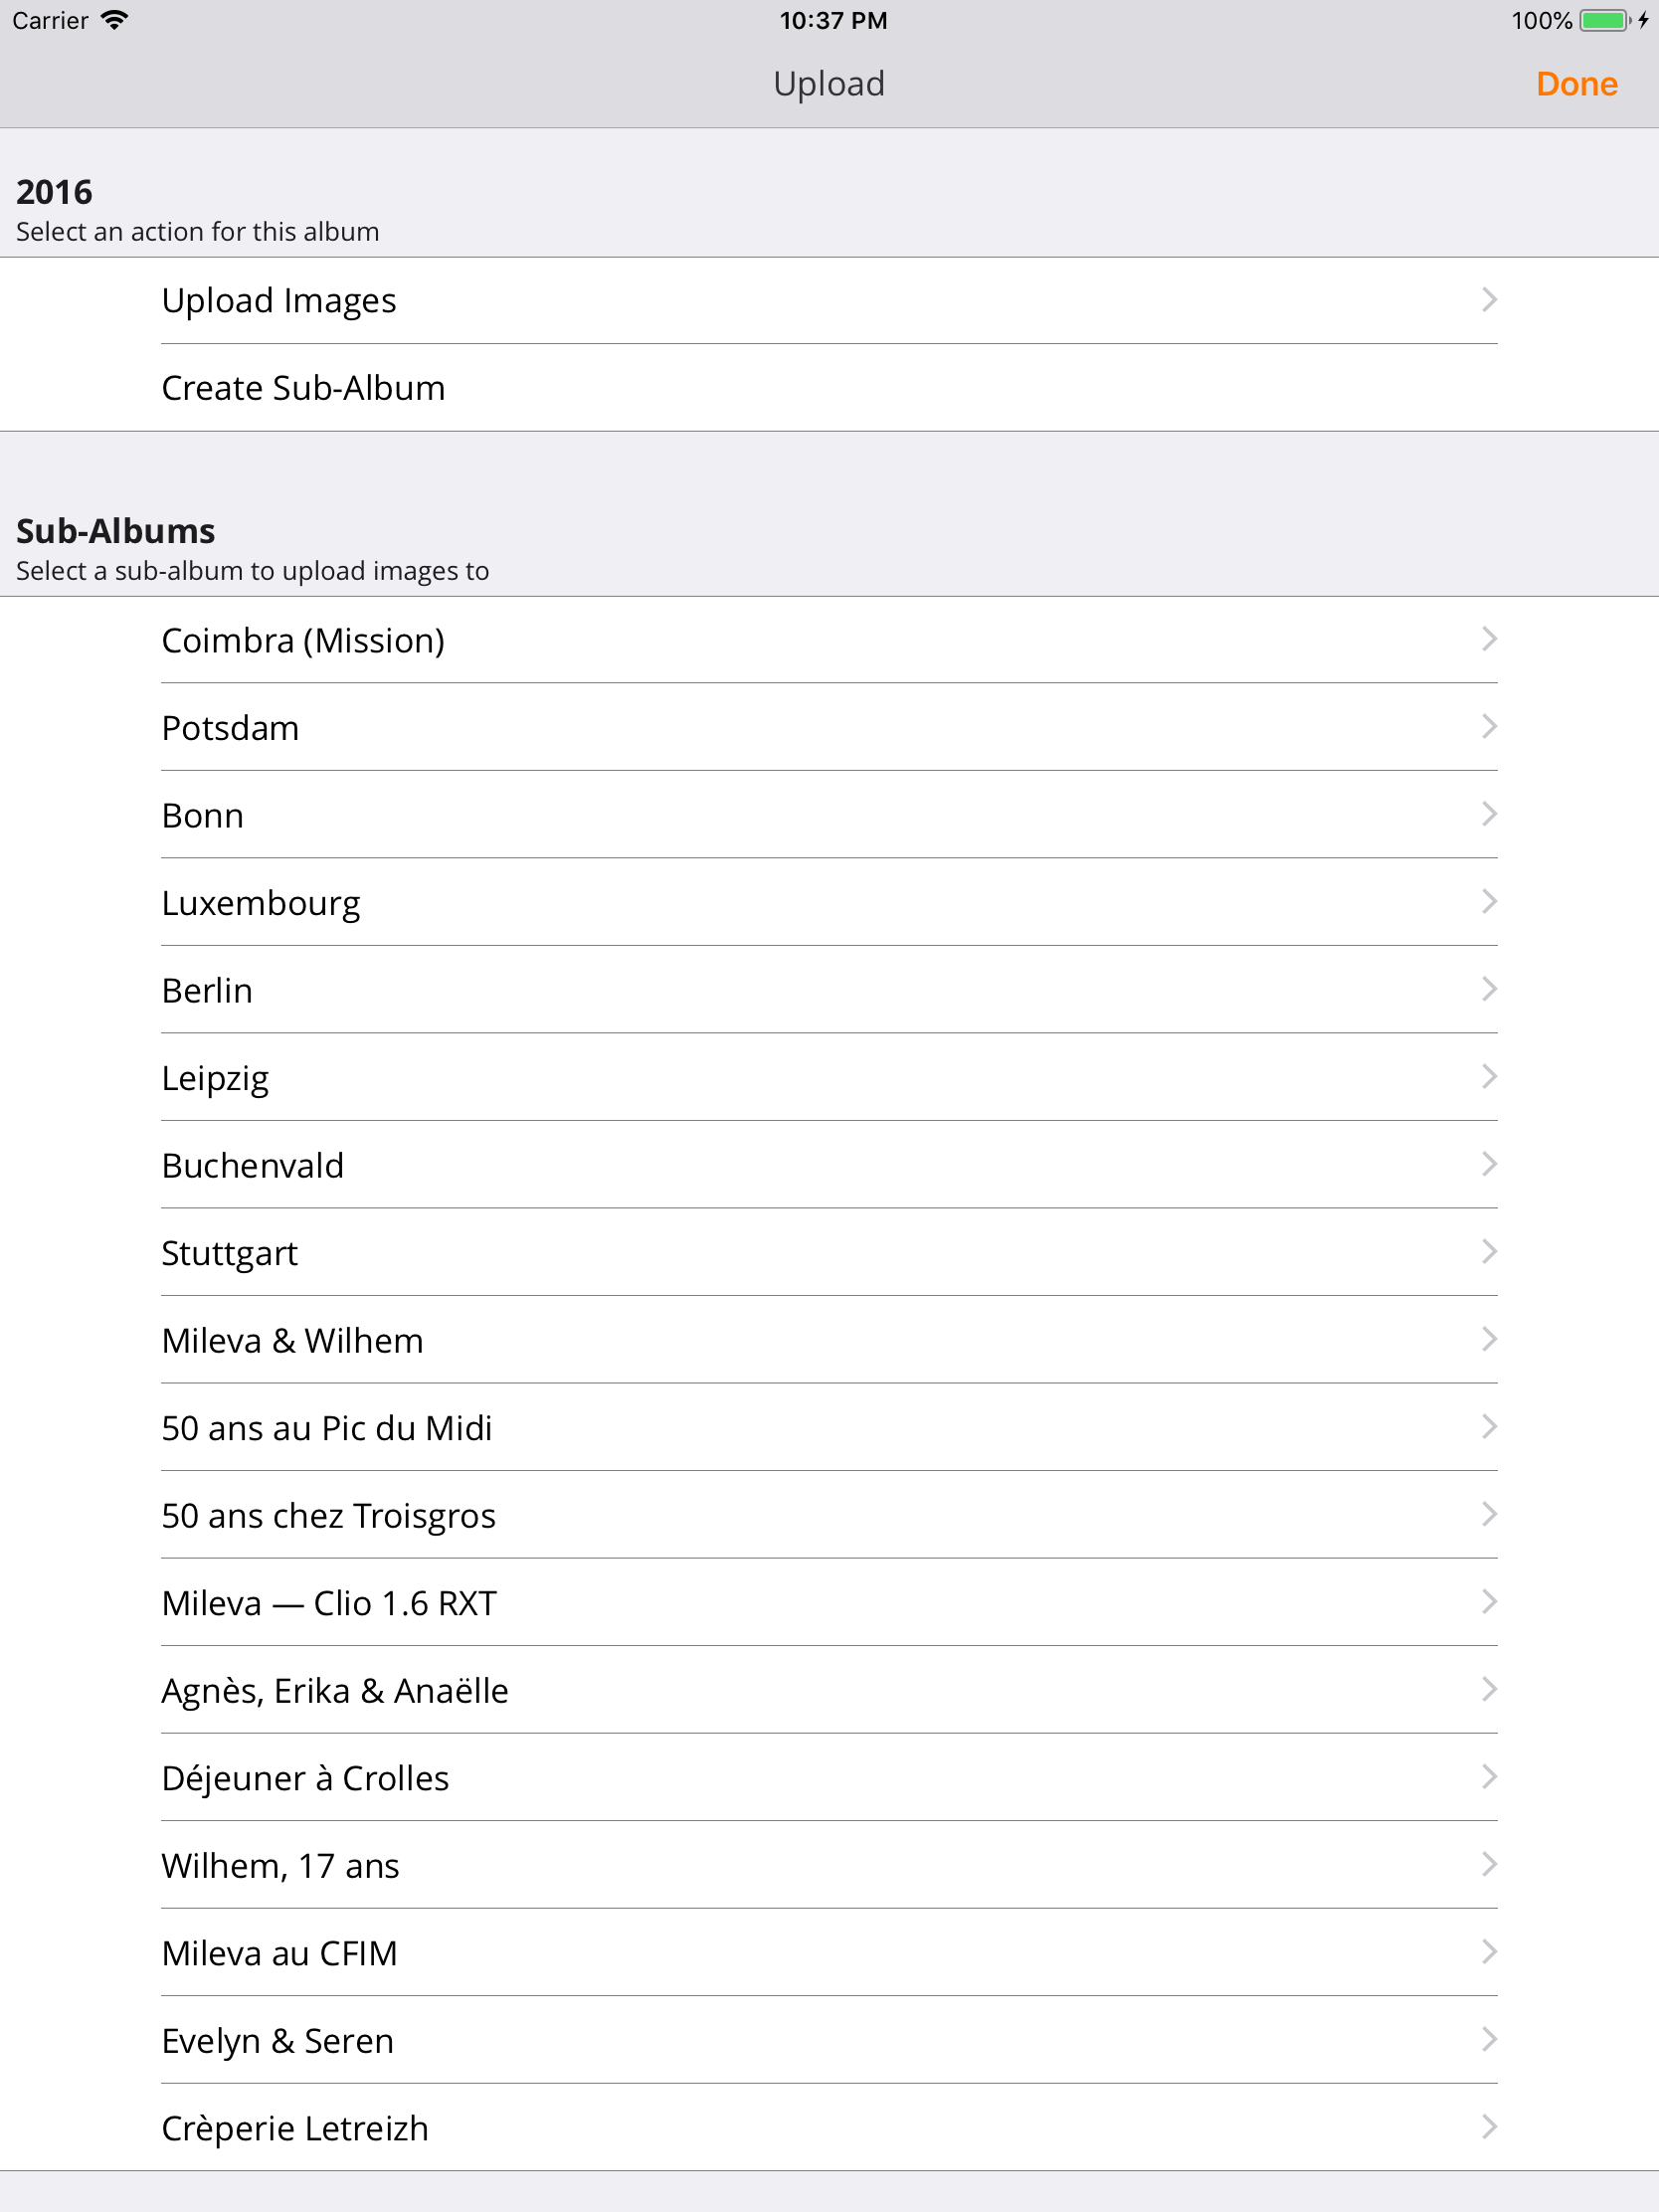 Carrier 10:37 PM 100%
Upload Done
2016
Select an action for this album
Upload Images
Create Sub-Album
Sub-Albums
Select a sub-album to upload images to
Coimbra (Mission)
Potsdam
Bonn
Luxembourg
Berlin
Leipzig
Buchenvald
Stuttgart
Mileva & Wilhem
50 ans au Pic du Midi
50 ans chez Troisgros
Mileva — Clio 1.6 RXT
Agnès, Erika & Anaëlle
Déjeuner à Crolles
Wilhem, 17 ans
Mileva au CFIM
Evelyn & Seren
Crèperie Letreizh